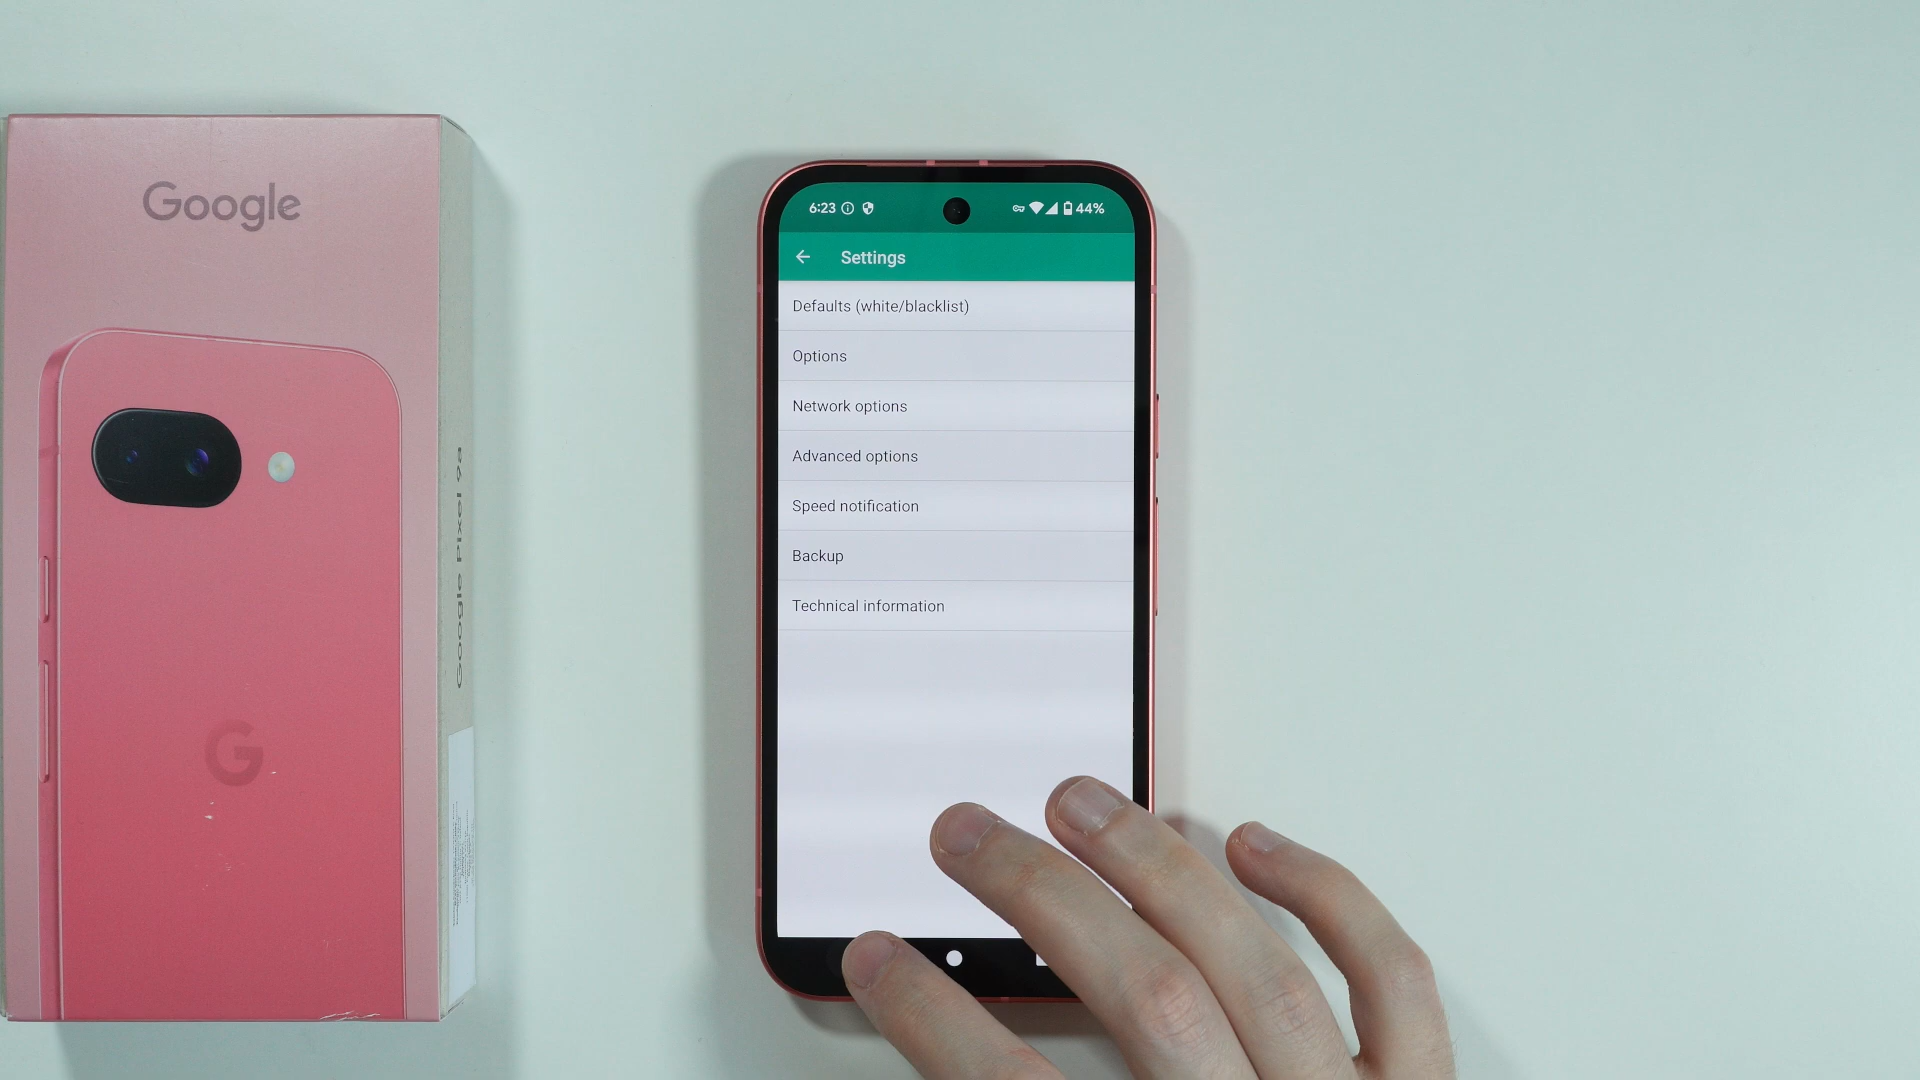 Google
Google Pixel 9a
6:23
44%
Settings
Defaults (white/blacklist)
Options
Network options
Advanced options
Speed notification
Backup
Technical information
G